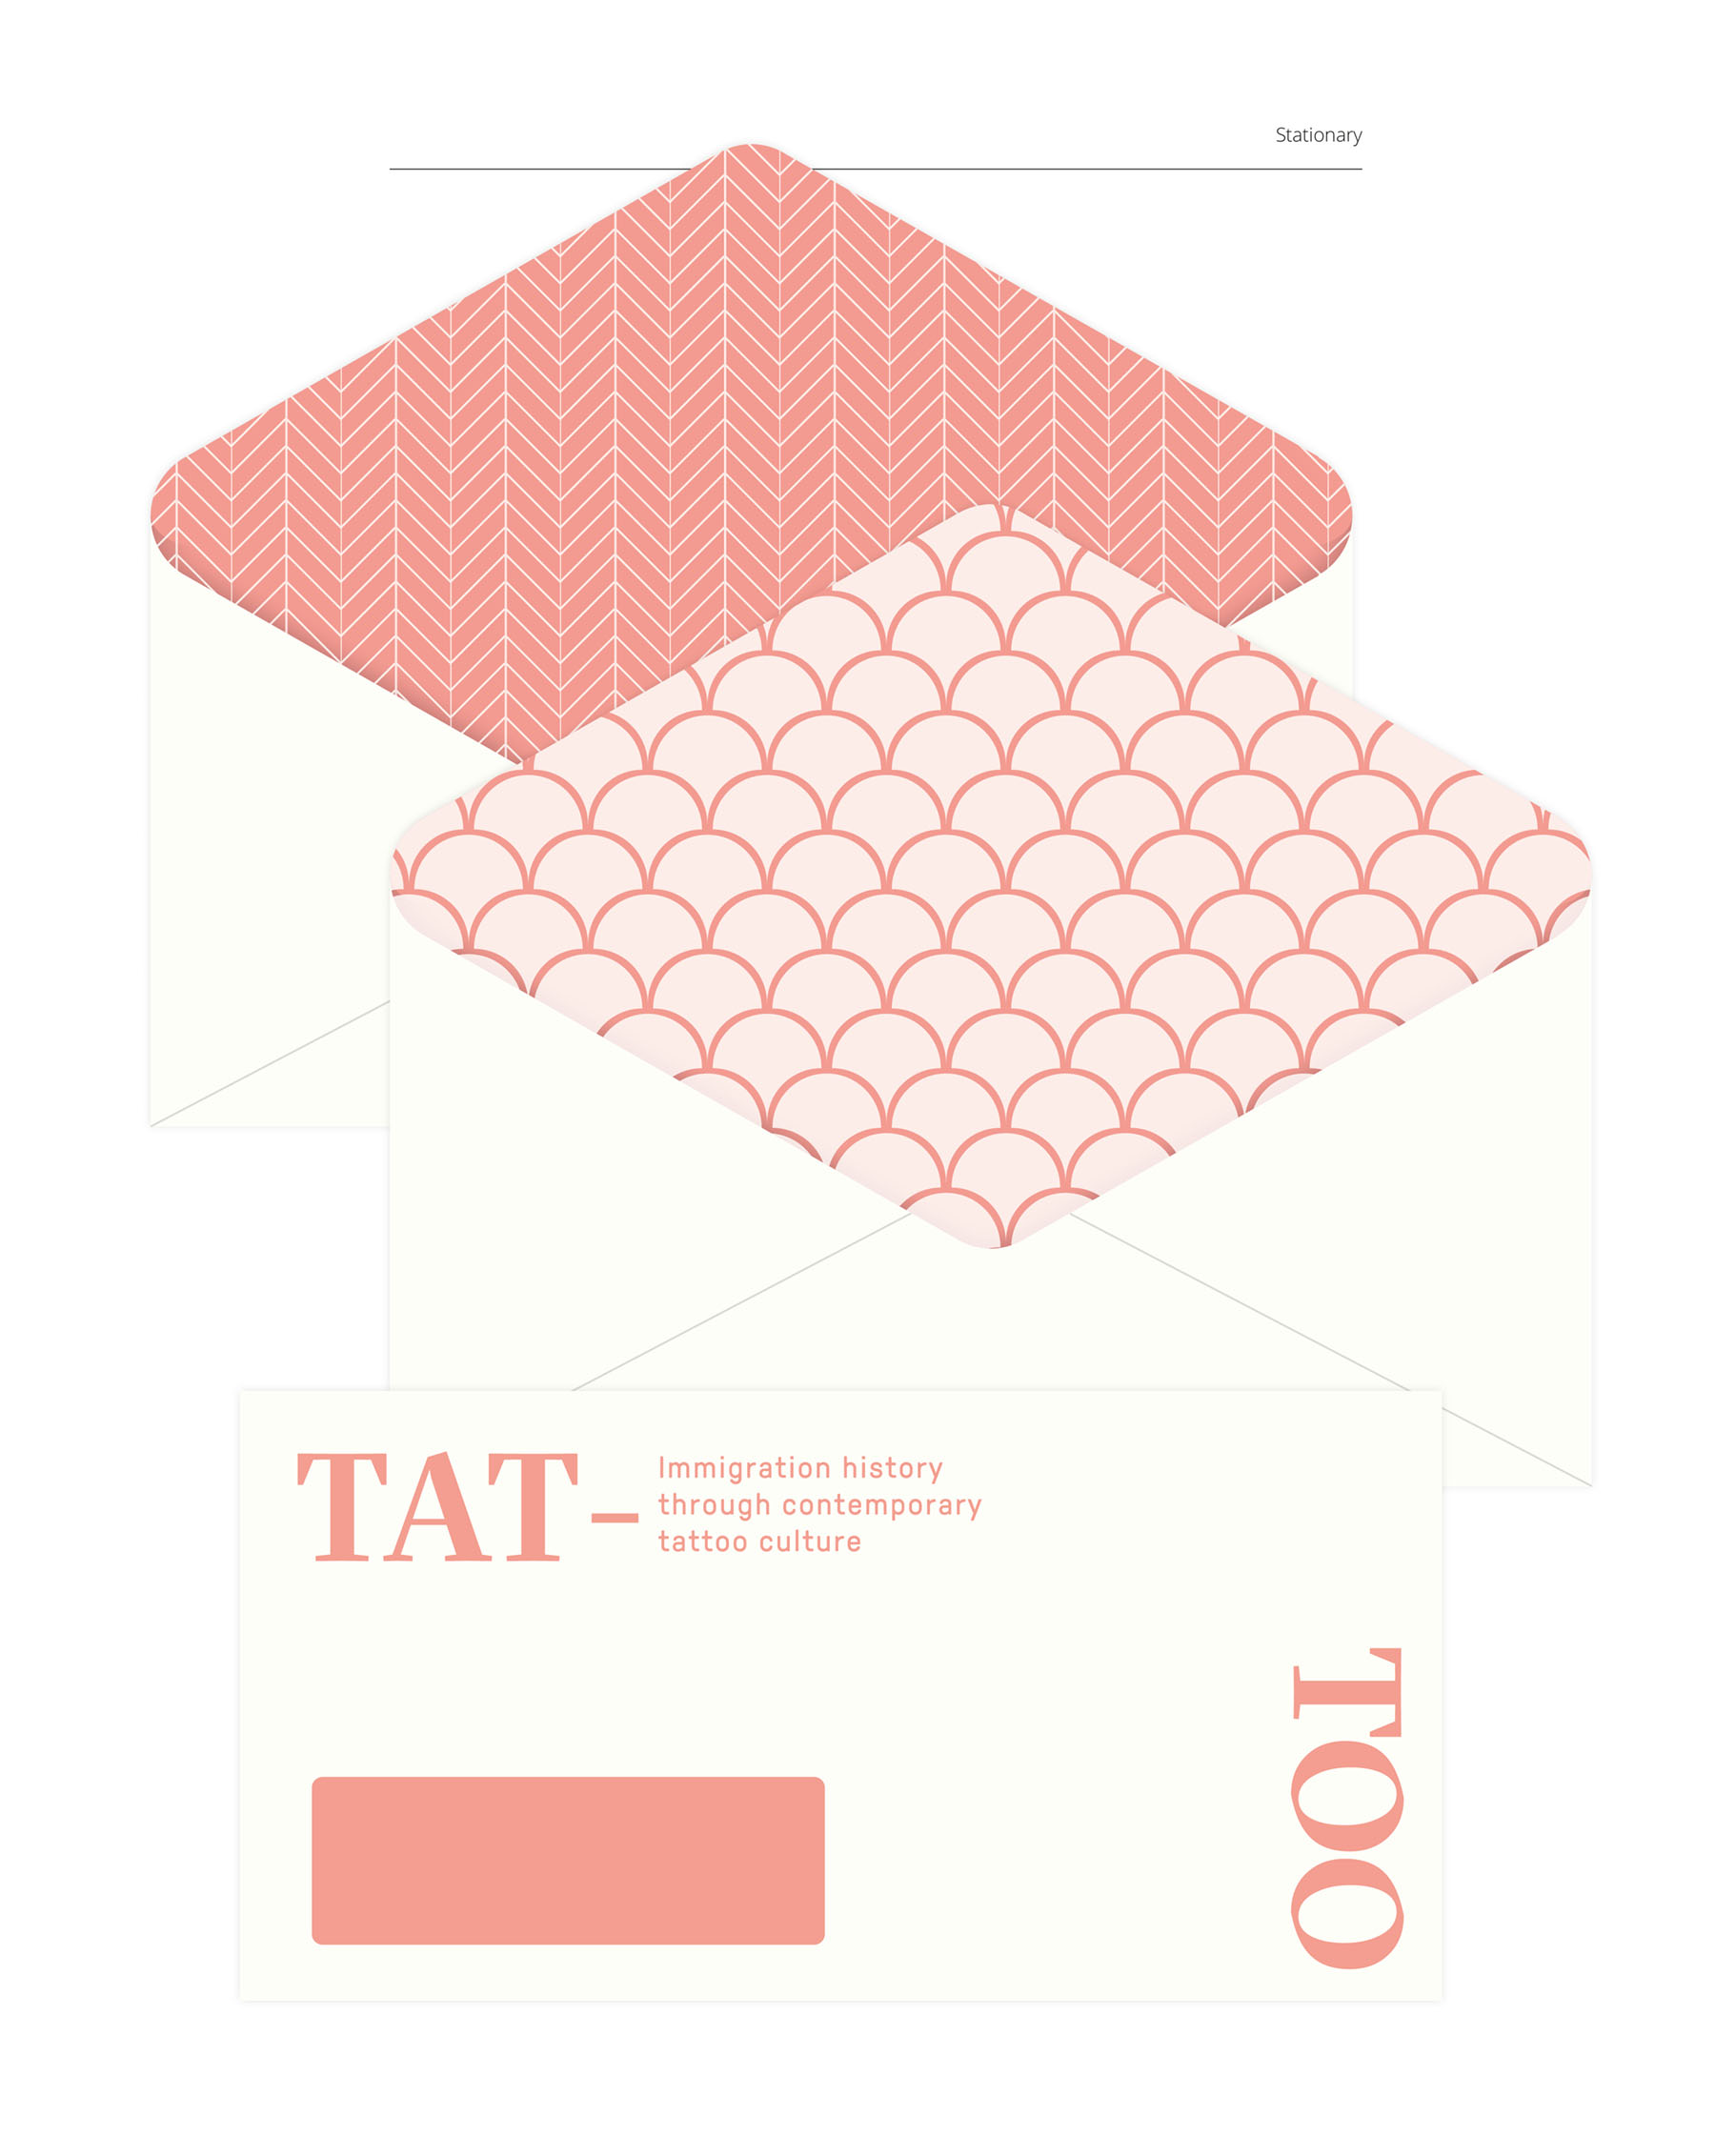 Stationary
TAT–
Immigration history
through contemporary
tattoo culture
TOO